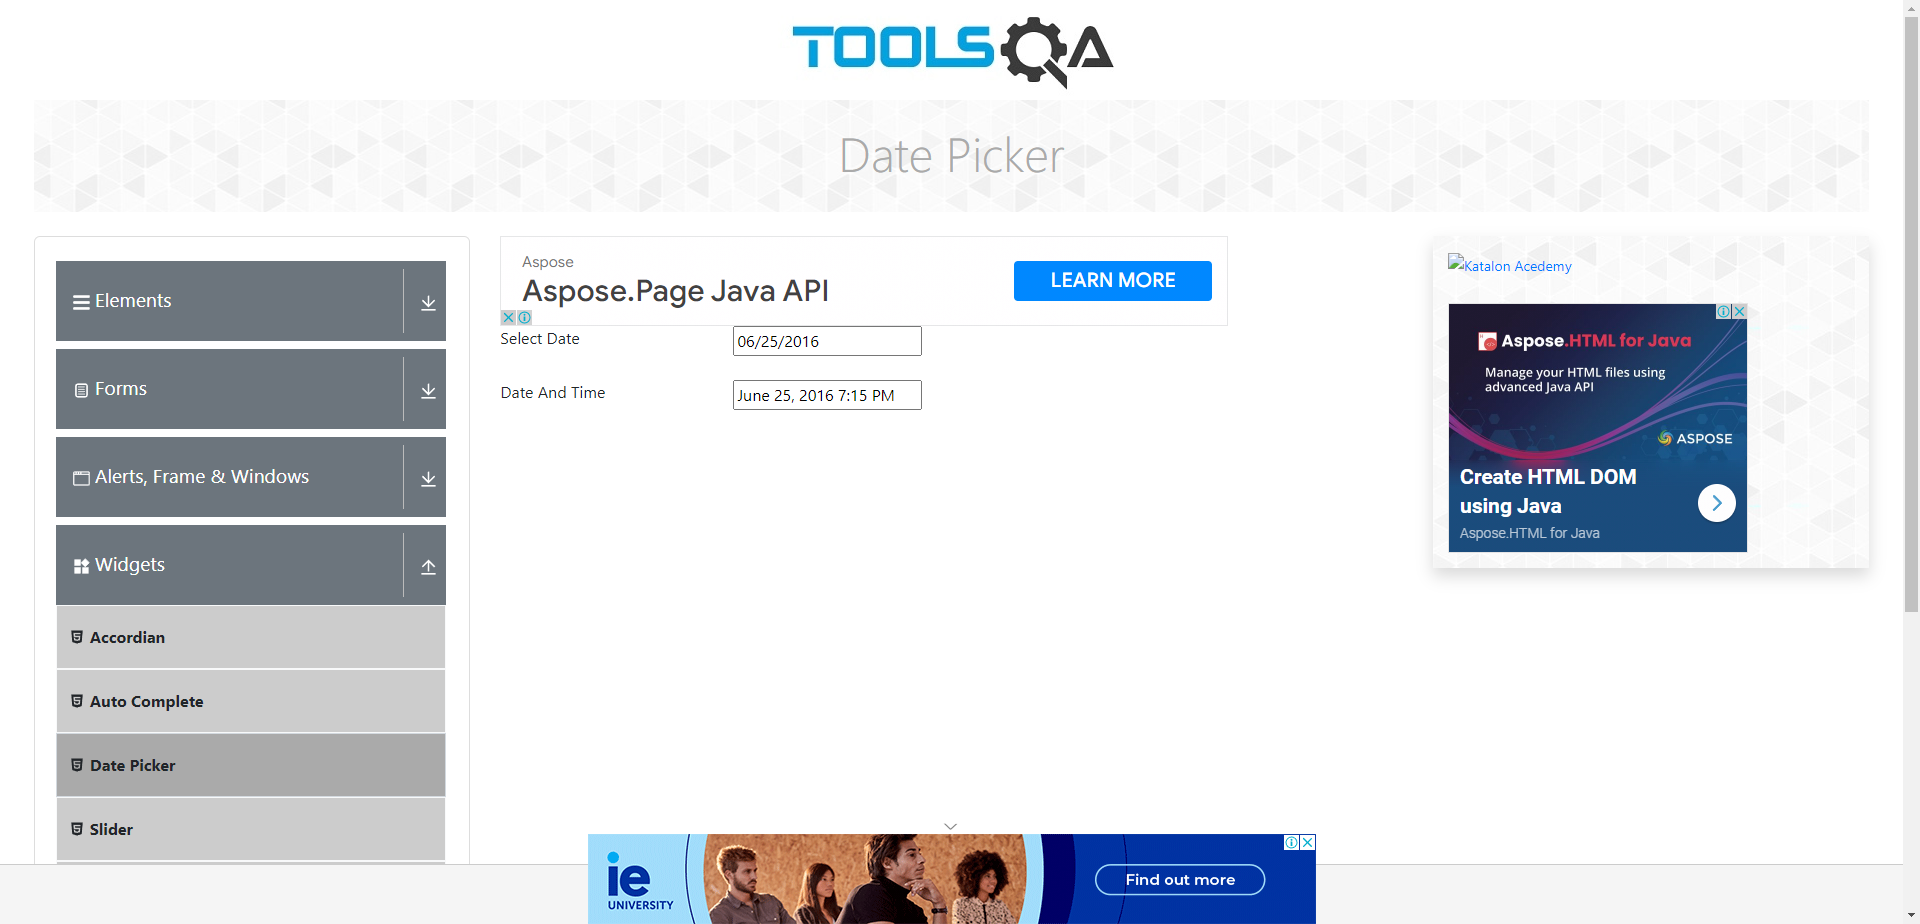 TOOLSQA
Date Picker
Elements
Forms
Alerts, Frame & Windows
Widgets
Accordian
Auto Complete
Date Picker
Slider
Aspose
Aspose.Page Java API
LEARN MORE
Select Date
06/25/2016
Date And Time
June 25, 2016 7:15 PM
Katalon Acedemy
Aspose.HTML for Java
Manage your HTML files using
advanced Java API
ASPOSE
Create HTML DOM
using Java
Aspose.HTML for Java
ie
UNIVERSITY
Find out more